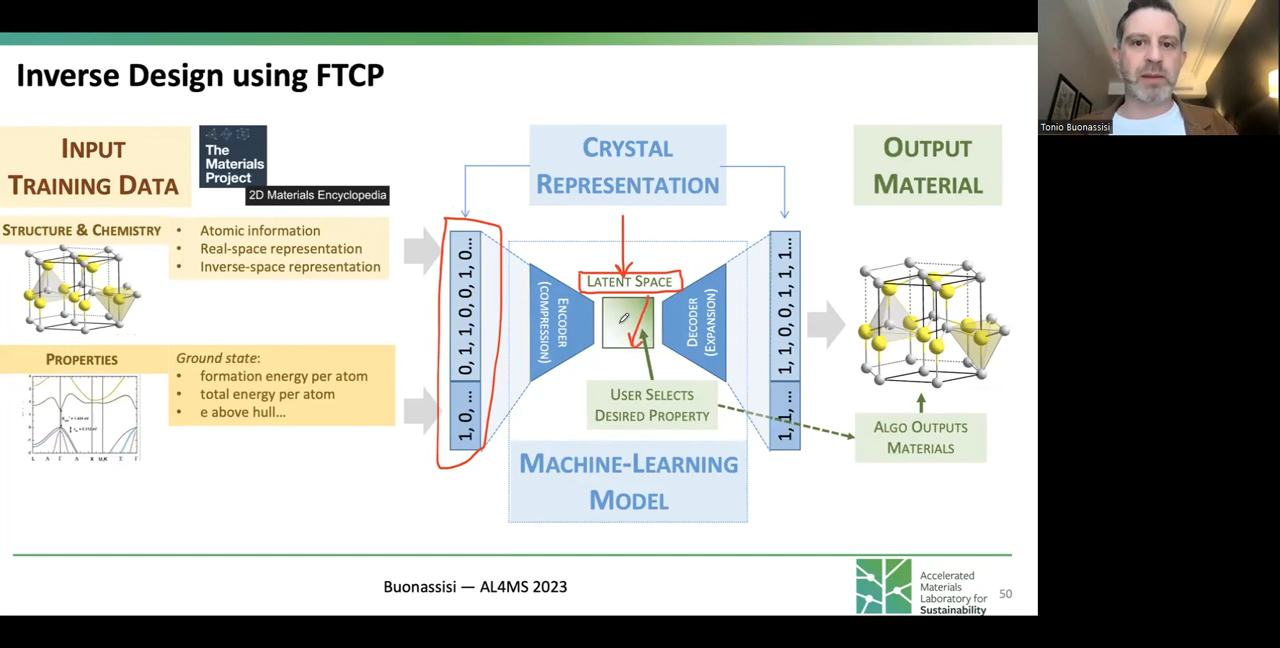 Inverse Design using FTCP
Tonio Buonassisi
INPUT
TRAINING DATA
The
Materials
Project
2D Materials Encyclopedia
STRUCTURE & CHEMISTRY
• Atomic information
• Real-space representation
• Inverse-space representation
PROPERTIES
Ground state:
• formation energy per atom
• total energy per atom
• e above hull…
CRYSTAL
REPRESENTATION
0, 1, 1, 0, 0, 1, 0…
1, 0, …
ENCODER
(COMPRESSION)
LATENT SPACE
DECODER
(EXPANSION)
USER SELECTS
DESIRED PROPERTY
MACHINE-LEARNING
MODEL
1, 1, 0, 0, 1, 1, 1…
1, 1, …
OUTPUT
MATERIAL
ALGO OUTPUTS
MATERIALS
Buonassisi — AL4MS 2023
Accelerated
Materials
Laboratory for
Sustainability
50